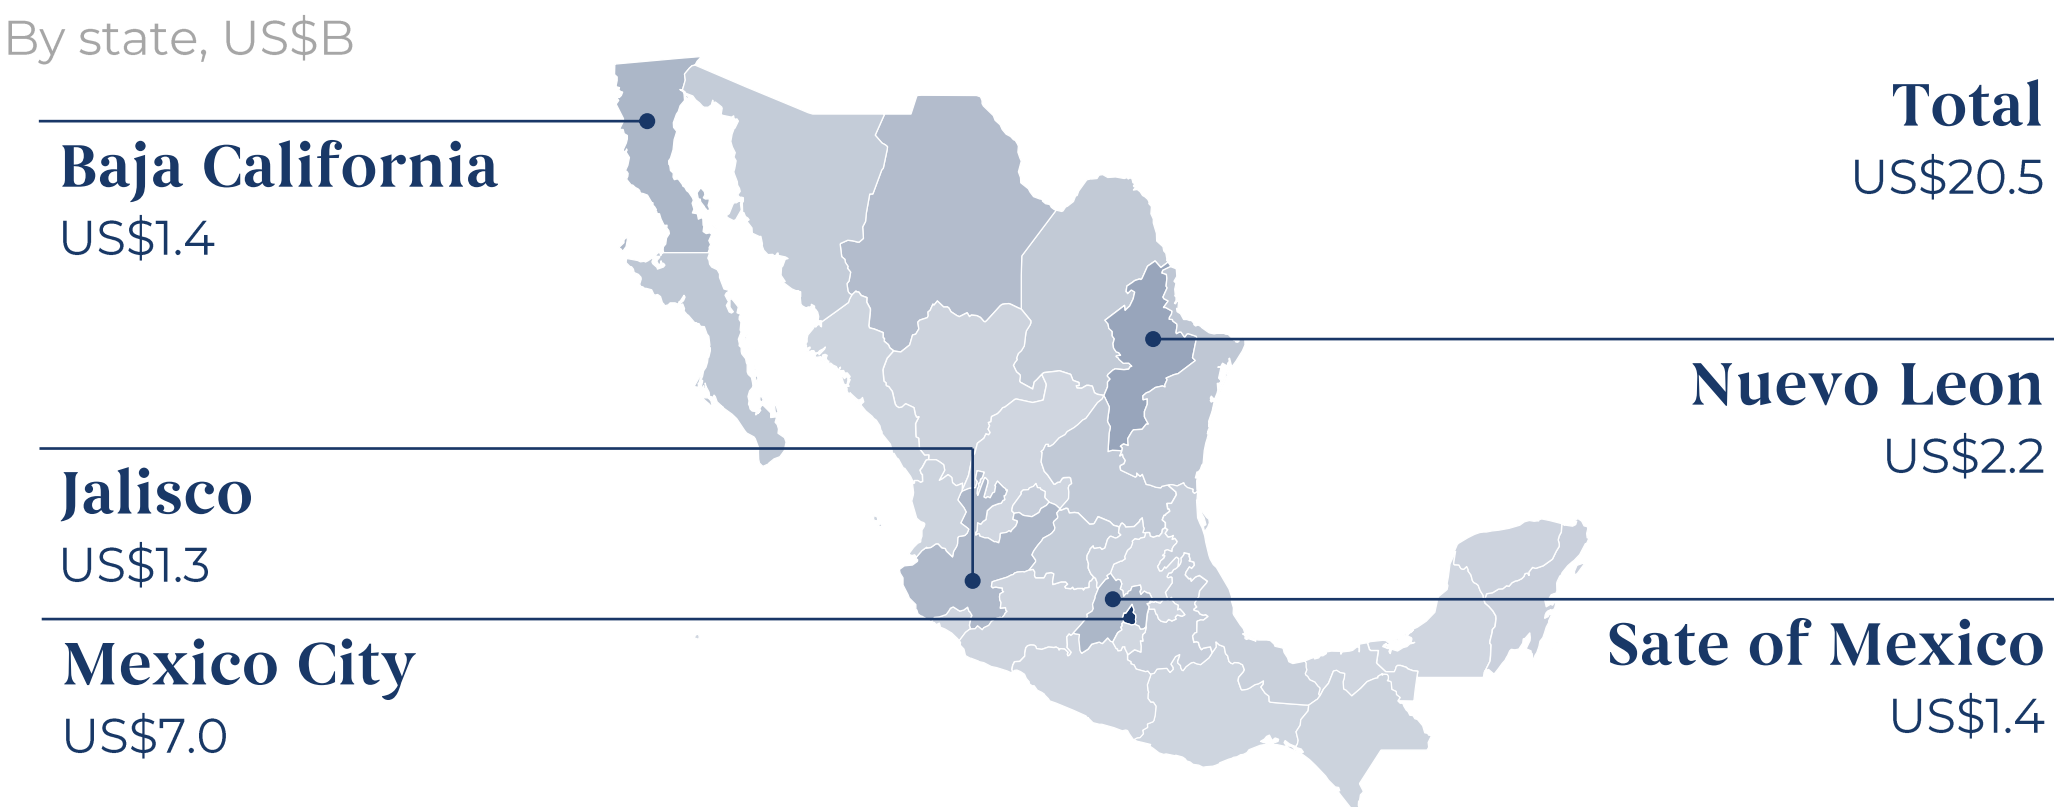 By state, US$B
Total
US$20.5
Baja California
US$1.4
Nuevo Leon
US$2.2
Jalisco
US$1.3
Sate of Mexico
US$1.4
Mexico City
US$7.0